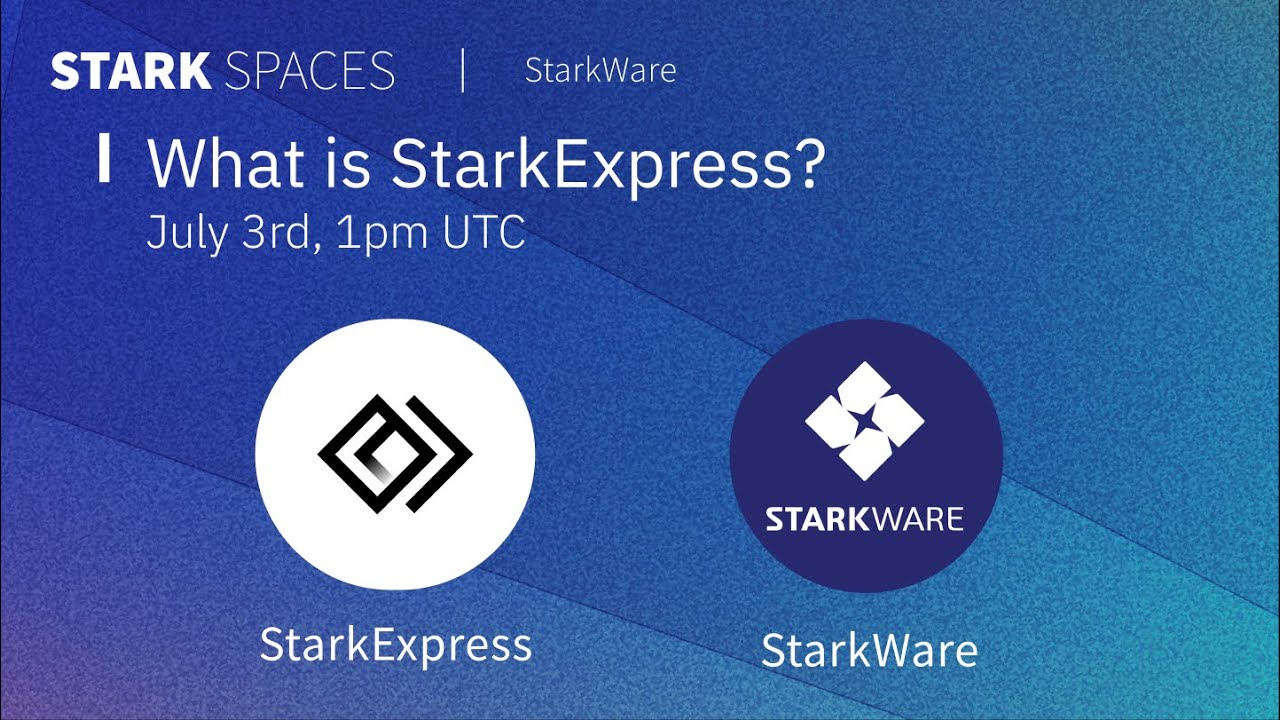 STARK SPACES | StarkWare
What is StarkExpress?
July 3rd, 1pm UTC
STARKWARE
StarkExpress
StarkWare